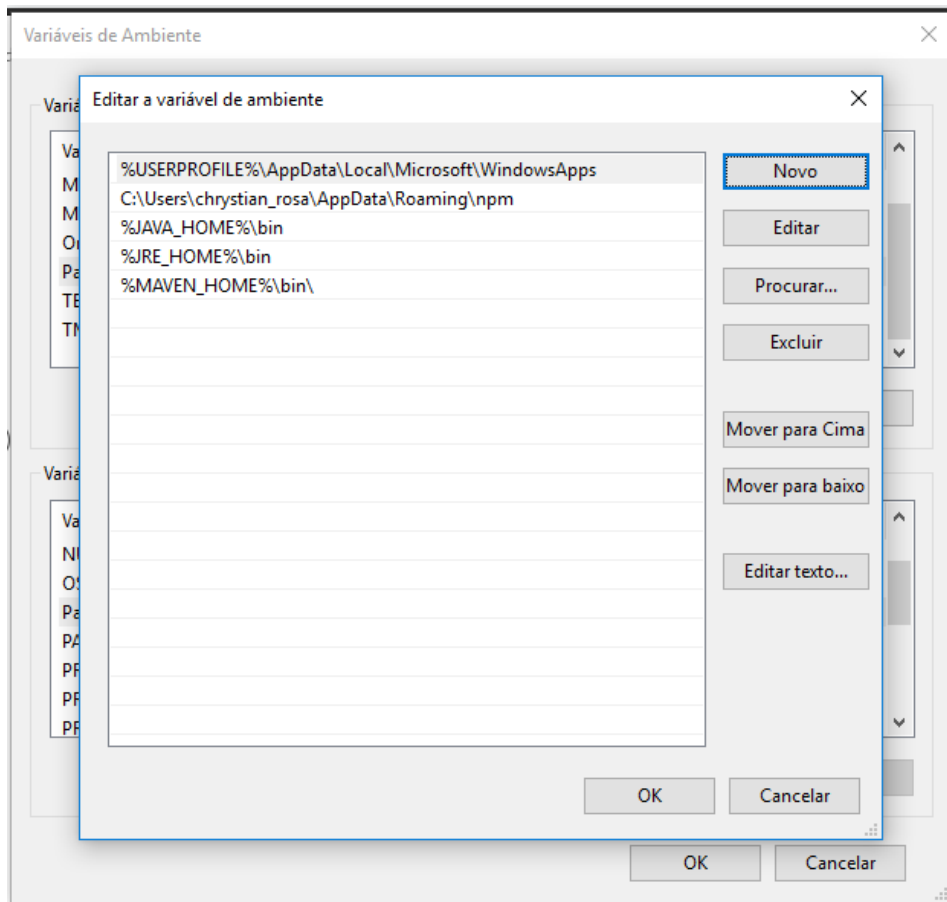 Variáveis de Ambiente
Editar a variável de ambiente
%USERPROFILE%\AppData\Local\Microsoft\WindowsApps
C:\Users\chrystian_rosa\AppData\Roaming\npm
%JAVA_HOME%\bin
%JRE_HOME%\bin
%MAVEN_HOME%\bin\
Novo
Editar
Procurar...
Excluir
Mover para Cima
Mover para baixo
Editar texto...
OK
Cancelar
OK
Cancelar